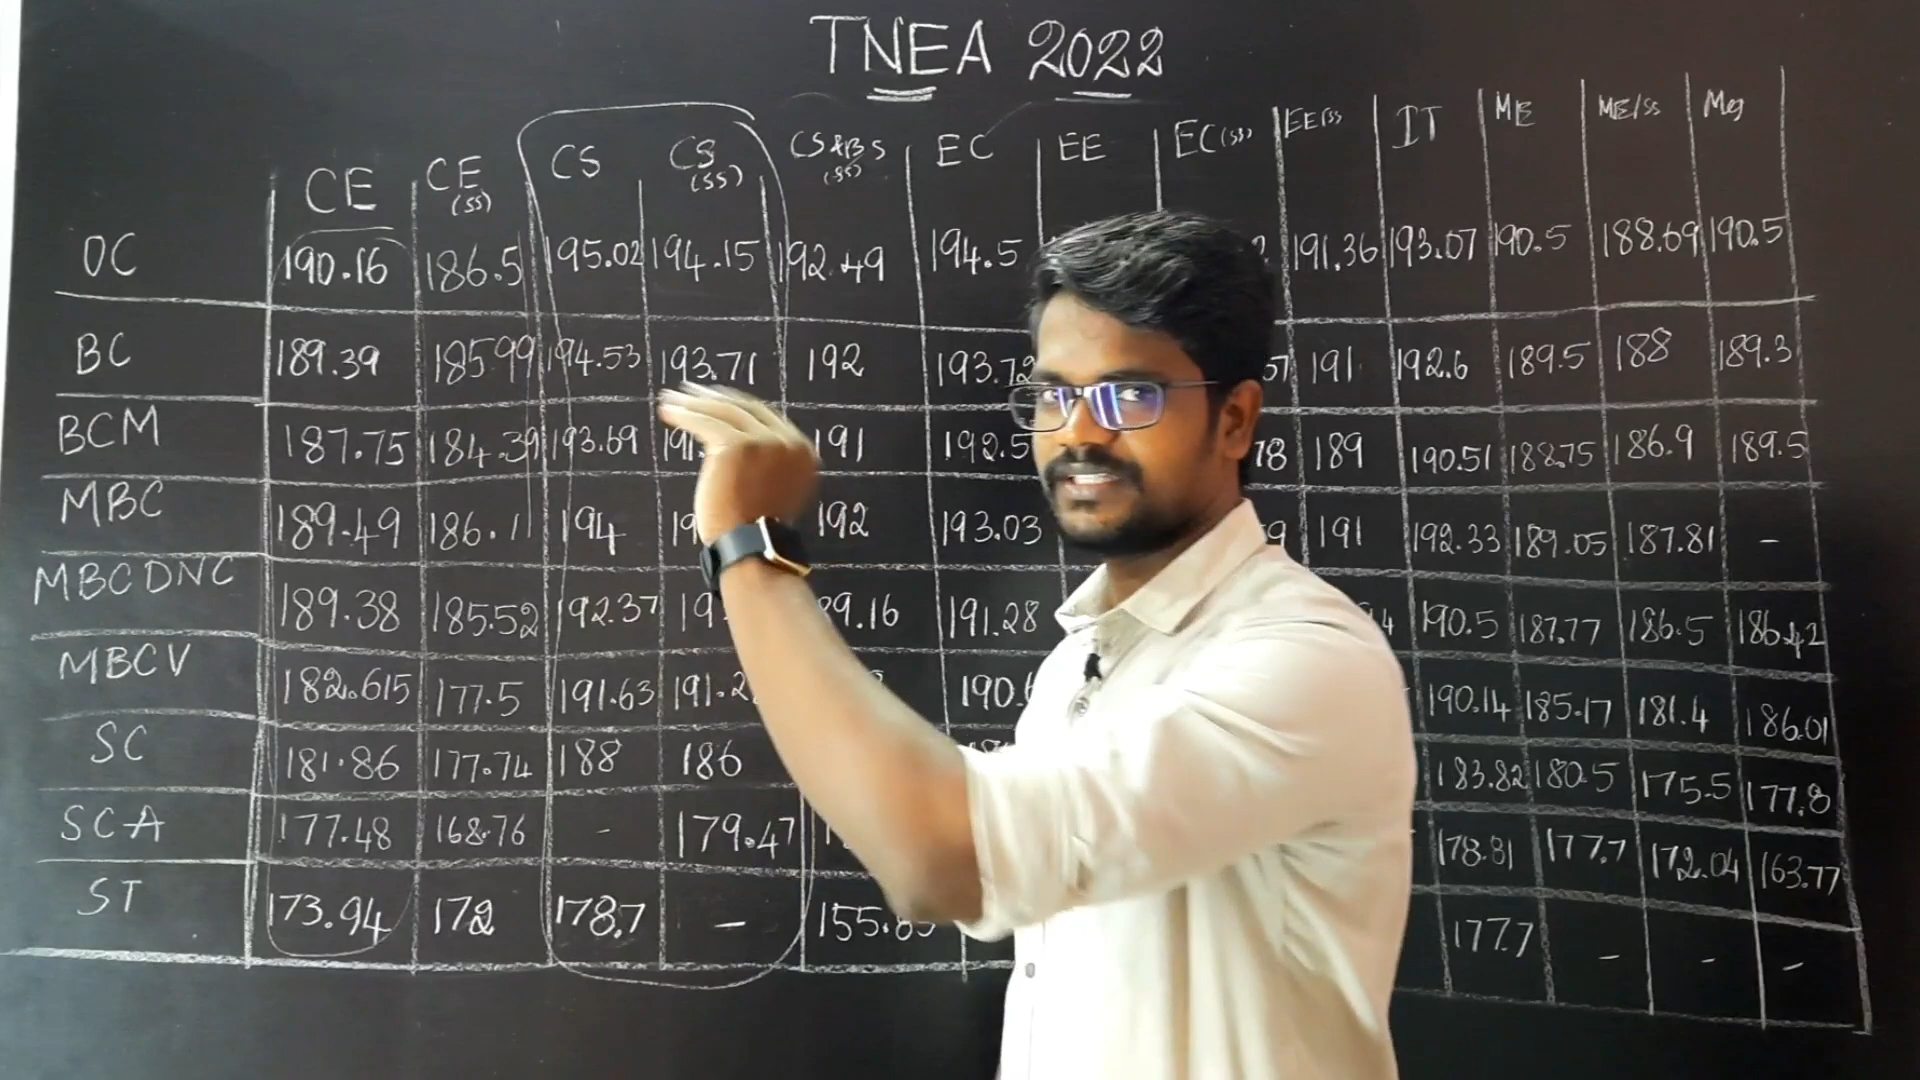 TNEA 2022
CE CE (SS) CS CS (SS) CS&BS (SS) EC EE EC (SS) EE/SS IT ME ME/SS
OC 190.16 186.5 195.02 194.15 192.49 194.5 191.36 193.07 190.5 188.69 190.5
BC 189.39 185.99 194.53 193.71 192 193.72 191 192.6 189.5 188 189.3
BCM 187.75 184.39 193.69 191 192.5 189 190.51 188.75 186.9 189.5
MBC 189.49 186.11 194 192 193.03 191 192.33 189.05 187.81 -
MBCDNC 189.38 185.52 192.37 191.28 190.5 187.77 186.5 186.42
MBCV 182.615 177.5 191.63 190.14 185.17 181.4 186.01
SC 181.86 177.74 188 186 183.82 180.5 175.5 177.8
SCA 177.48 168.76 - 179.47 178.81 177.7 172.04 163.77
ST 173.94 172 178.7 - 177.7 - - -